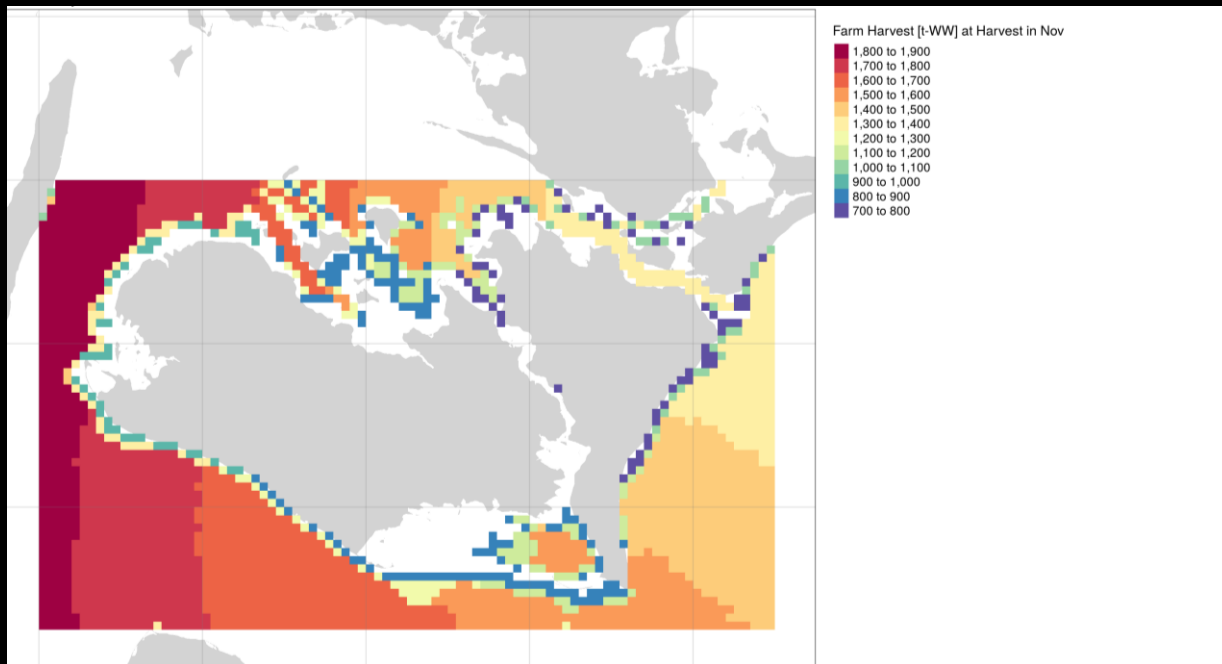 Farm Harvest [t-WW] at Harvest in Nov
1,800 to 1,900
1,700 to 1,800
1,600 to 1,700
1,500 to 1,600
1,400 to 1,500
1,300 to 1,400
1,200 to 1,300
1,100 to 1,200
1,000 to 1,100
900 to 1,000
800 to 900
700 to 800